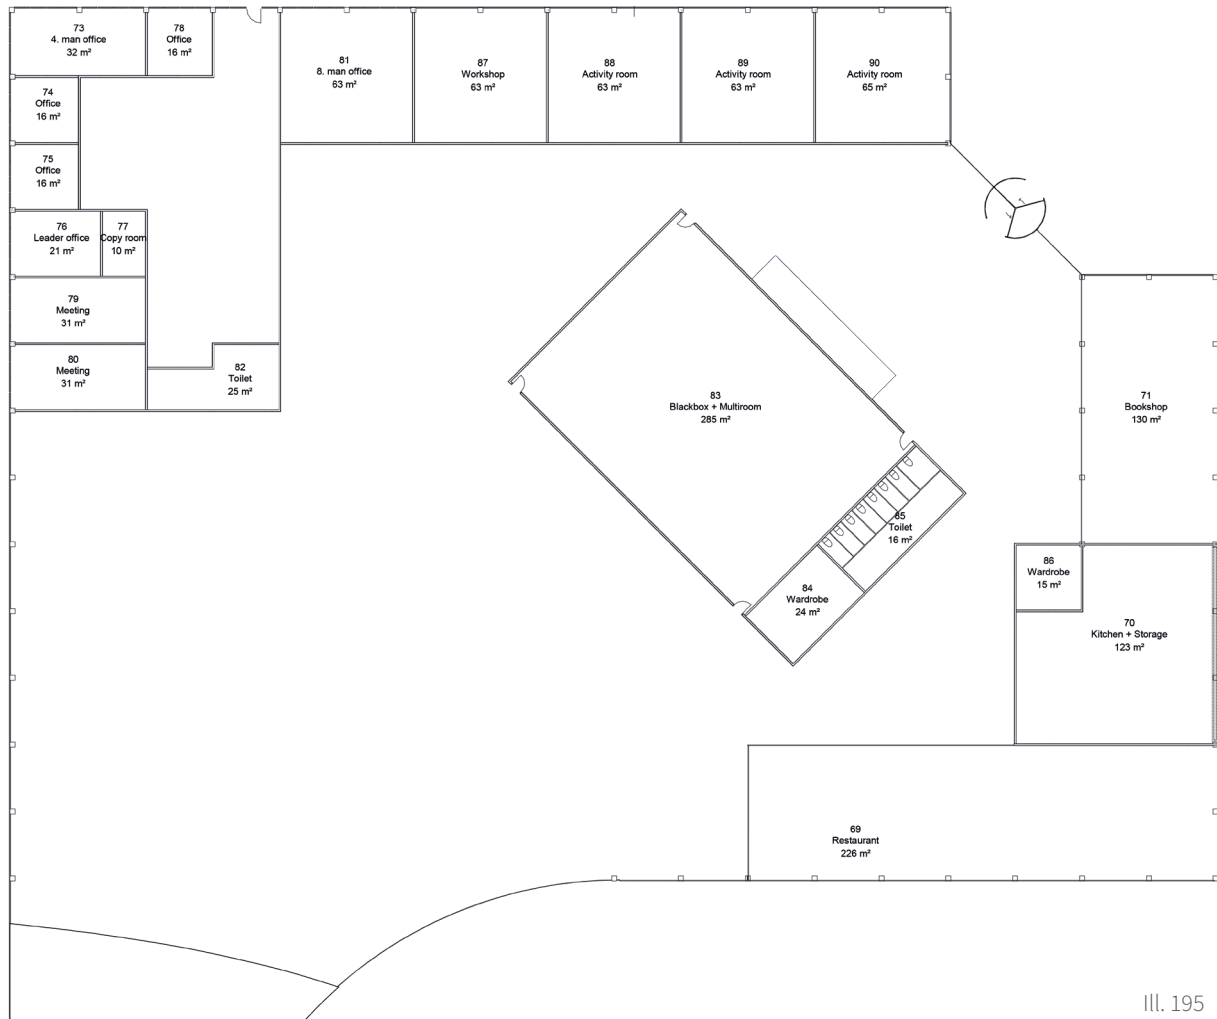 73
4. man office
32 m²
78
Office
16 m²
81
8. man office
63 m²
87
Workshop
63 m²
88
Activity room
63 m²
89
Activity room
63 m²
90
Activity room
65 m²
74
Office
16 m²
75
Office
16 m²
76
Leader office
21 m²
77
Copy room
10 m²
79
Meeting
31 m²
80
Meeting
31 m²
82
Toilet
25 m²
83
Blackbox + Multiroom
285 m²
71
Bookshop
130 m²
85
Toilet
16 m²
84
Wardrobe
24 m²
86
Wardrobe
15 m²
70
Kitchen + Storage
123 m²
69
Restaurant
226 m²
Ill. 195